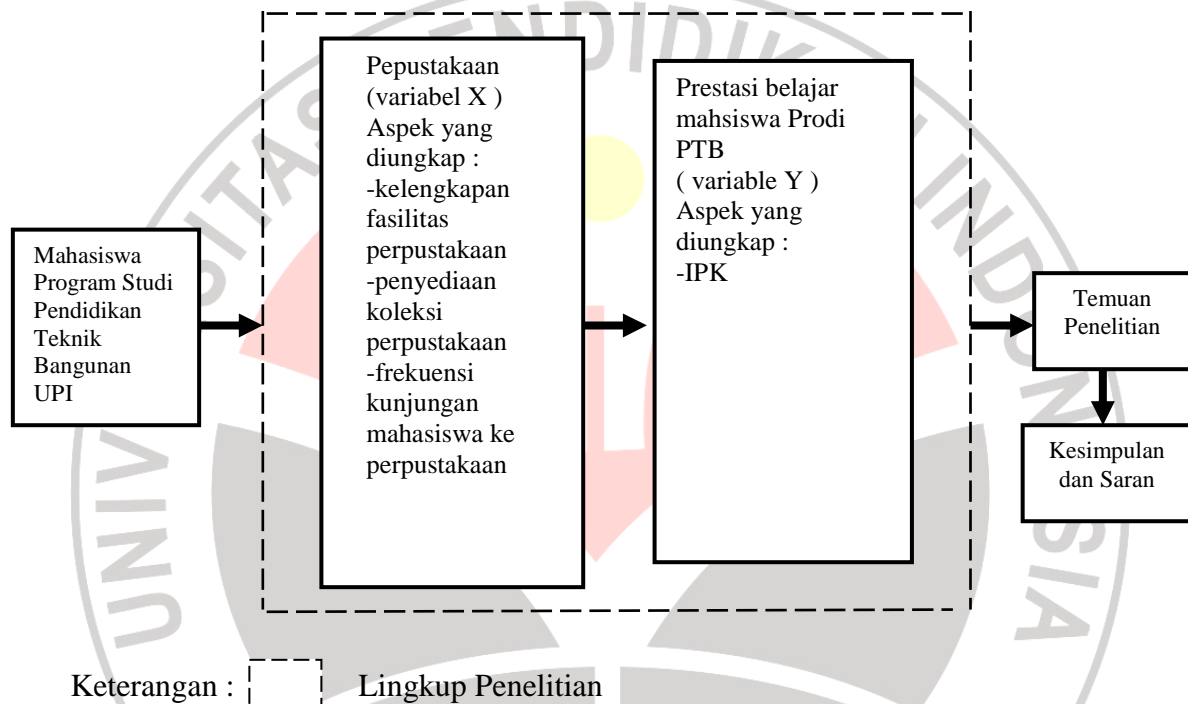 Mahasiswa
Program Studi
Pendidikan
Teknik
Bangunan
UPI
Pepustakaan
(variabel X )
Aspek yang
diungkap :
-kelengkapan
fasilitas
perpustakaan
-penyediaan
koleksi
perpustakaan
-frekuensi
kunjungan
mahasiswa ke
perpustakaan
Prestasi belajar
mahsiswa Prodi
PTB
( variable Y )
Aspek yang
diungkap :
-IPK
Temuan
Penelitian
Kesimpulan
dan Saran
Keterangan :
Lingkup Penelitian